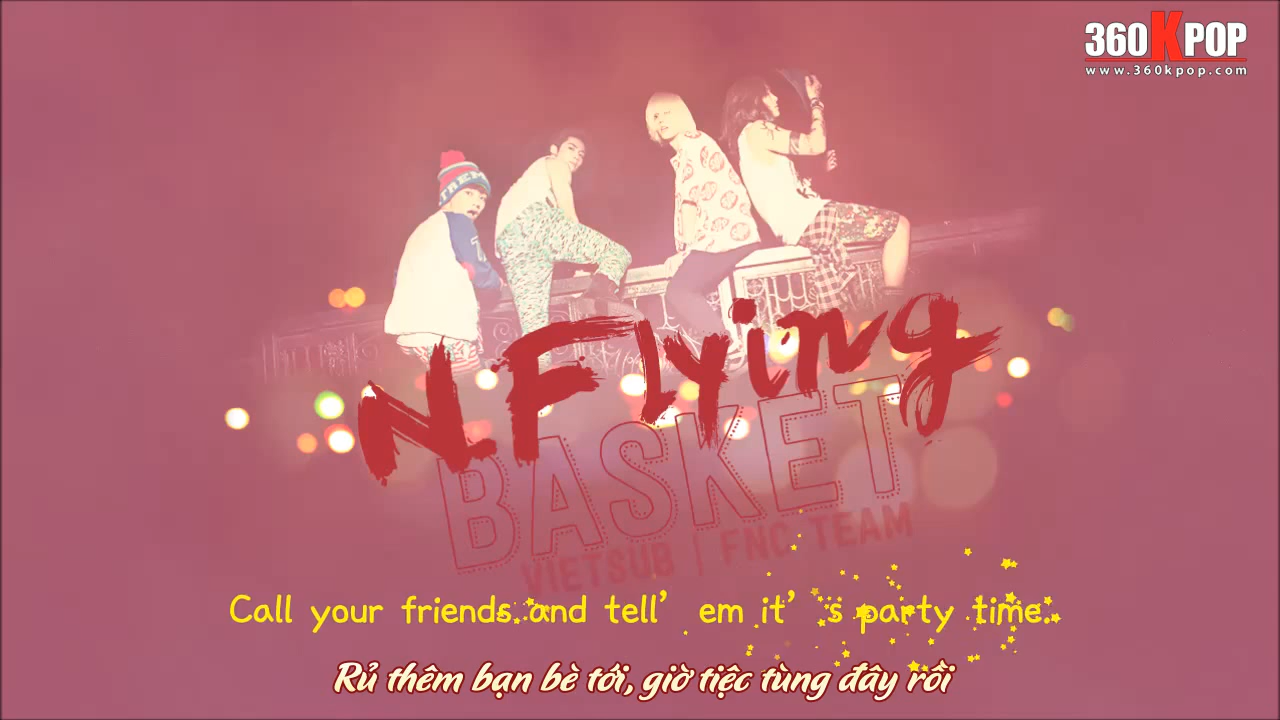 360KPOP
www.360kpop.com
N.Flying
BASKET
VIETSUB | FNC TEAM
Call your friends and tell’em it’s party time.
Rủ thêm bạn bè tới, giờ tiệc tùng đây rồi